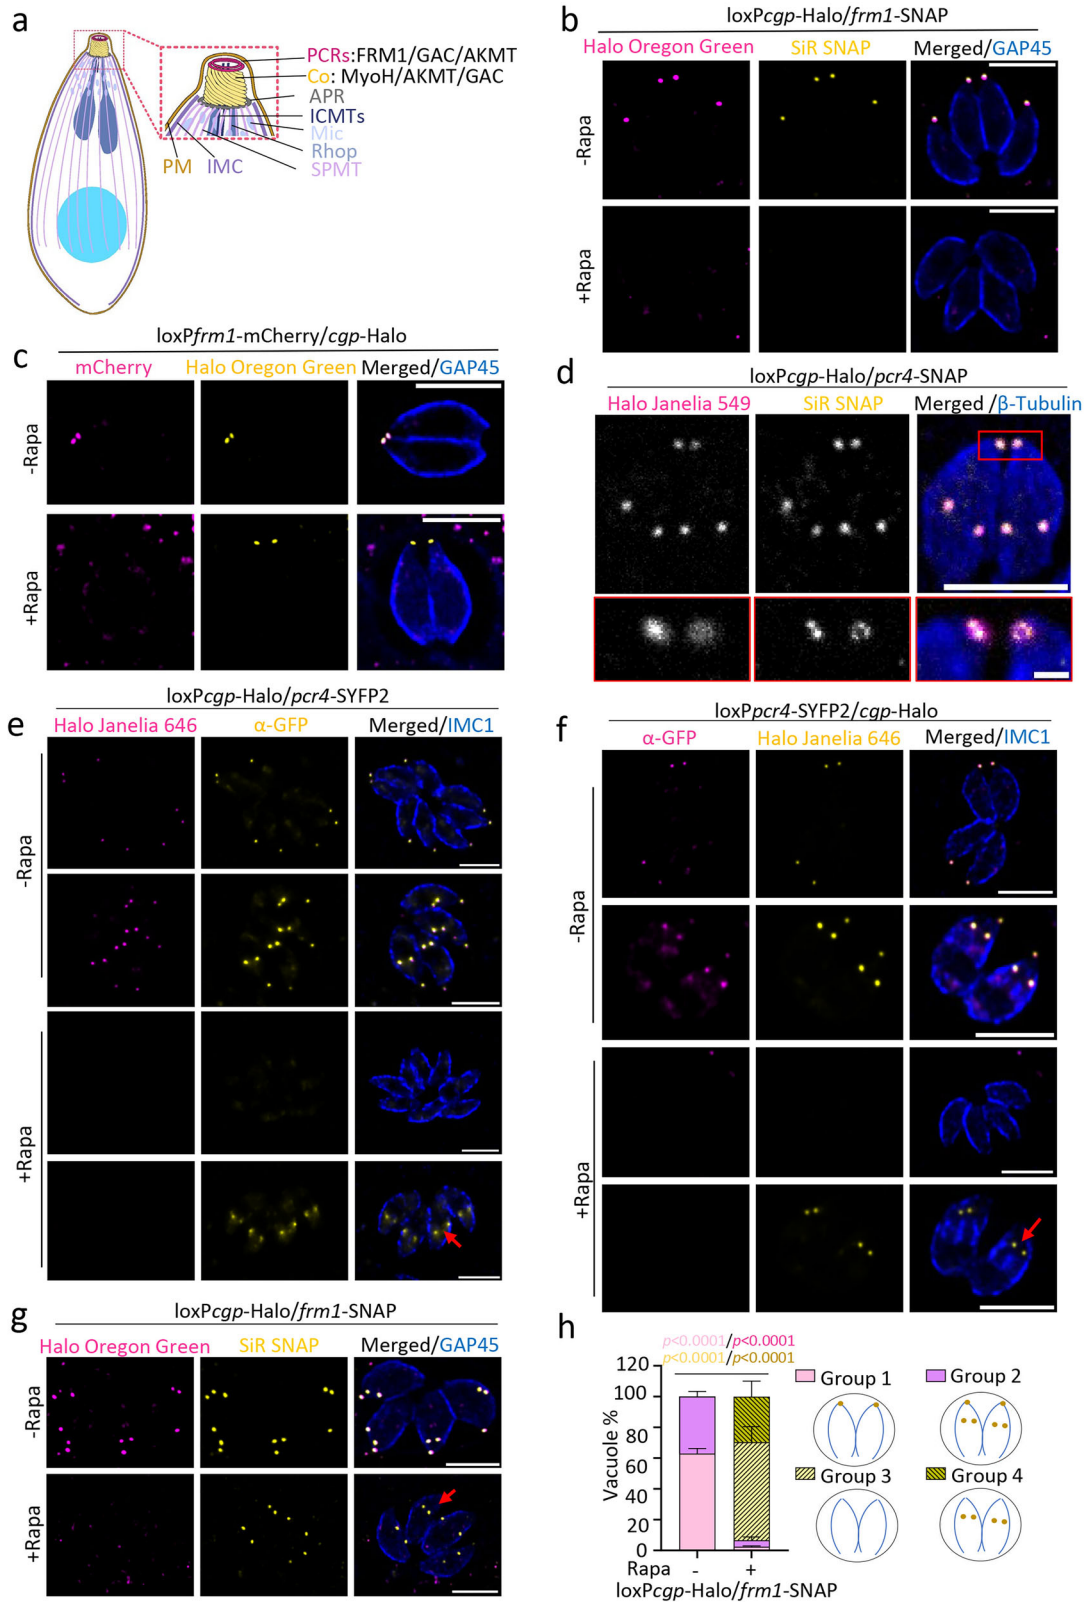 a
PCRs:FRM1/GAC/AKMT
Co: MyoH/AKMT/GAC
APR
ICMTs
Mic
Rhop
SPMT
PM
IMC
b
loxPcgp-Halo/frm1-SNAP
Halo Oregon Green
SiR SNAP
Merged/GAP45
-Rapa
+Rapa
c
loxPfrm1-mCherry/cgp-Halo
mCherry
Halo Oregon Green
Merged/GAP45
-Rapa
+Rapa
d
loxPcgp-Halo/pcr4-SNAP
Halo Janelia 549
SiR SNAP
Merged /β-Tubulin
e
loxPcgp-Halo/pcr4-SYFP2
Halo Janelia 646
α-GFP
Merged/IMC1
-Rapa
+Rapa
f
loxPpcr4-SYFP2/cgp-Halo
α-GFP
Halo Janelia 646
Merged/IMC1
-Rapa
+Rapa
g
loxPcgp-Halo/frm1-SNAP
Halo Oregon Green
SiR SNAP
Merged/GAP45
-Rapa
+Rapa
h
p<0.0001/p<0.0001
p<0.0001/p<0.0001
Vacuole %
120
100
80
60
40
20
0
Rapa - +
loxPcgp-Halo/frm1-SNAP
Group 1
Group 2
Group 3
Group 4